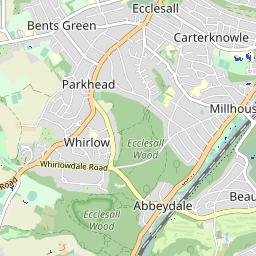 Ecclesall
Bents Green
Carterknowle
Parkhead
Millhous
Ecclesall
Wood
Whirlow
Whirlowdale Road
Road
Beau
Abbeydale
Ecclesall
Wood